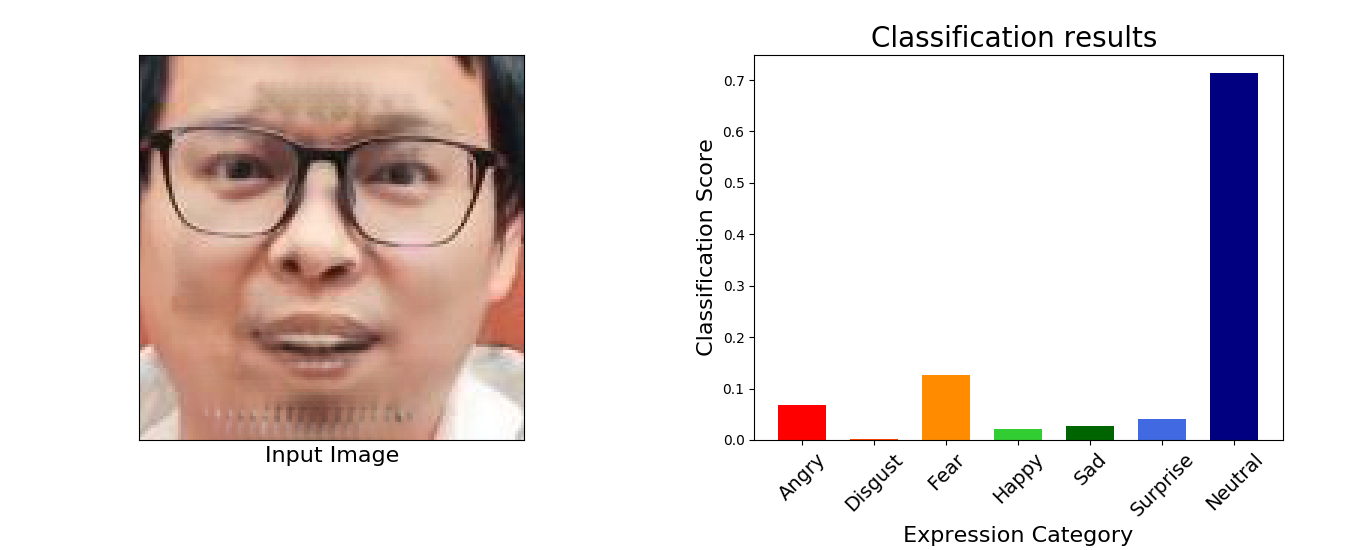 Classification results
0.7
0.6
0.5
0.4
0.3
0.2
0.1
0.0
Classification Score
Angry
Disgust
Fear
Happy
Sad
Surprise
Neutral
Input Image
Expression Category